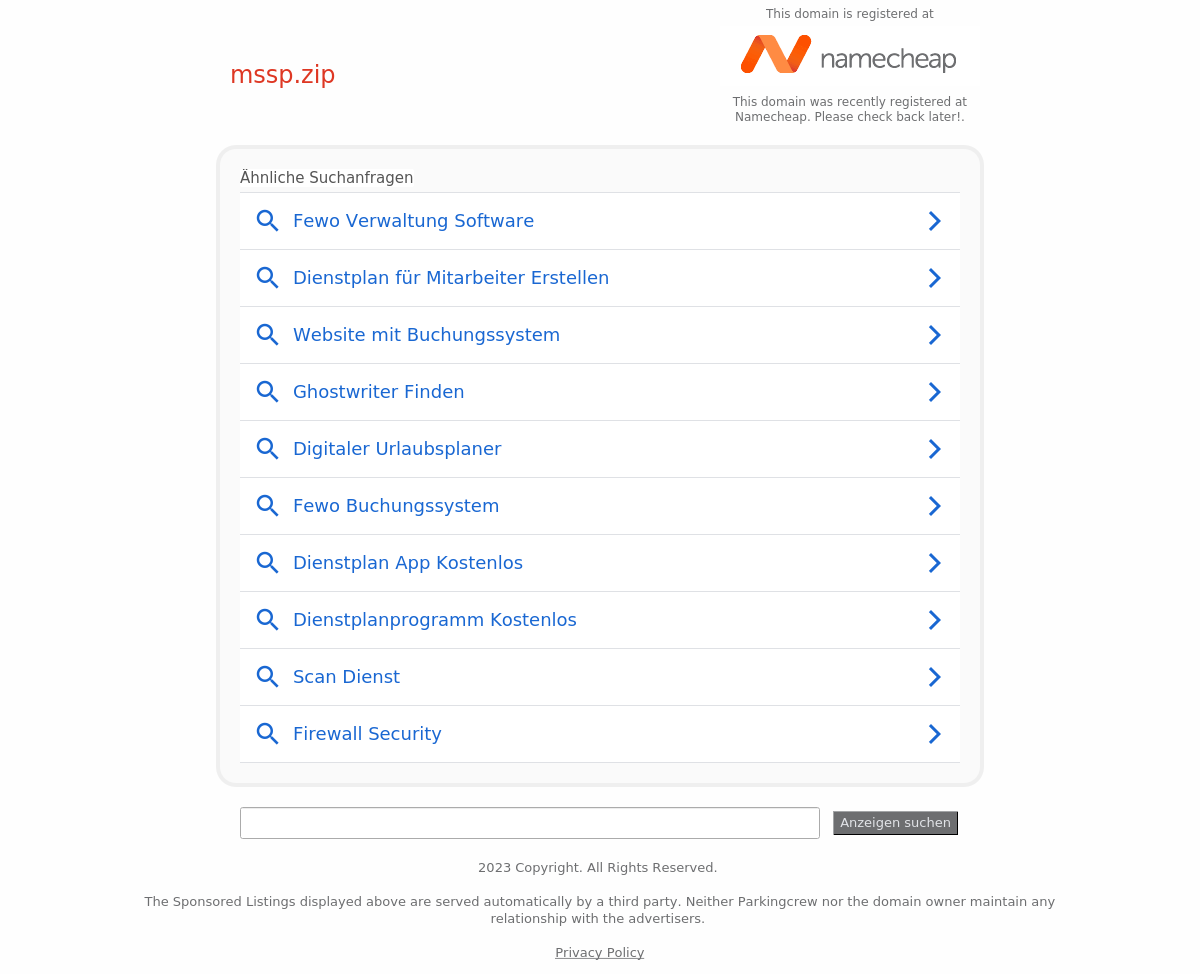 This domain is registered at
mssp.zip
namecheap
This domain was recently registered at
Namecheap. Please check back later!.
Ähnliche Suchanfragen
Fewo Verwaltung Software
Dienstplan für Mitarbeiter Erstellen
Website mit Buchungssystem
Ghostwriter Finden
Digitaler Urlaubsplaner
Fewo Buchungssystem
Dienstplan App Kostenlos
Dienstplanprogramm Kostenlos
Scan Dienst
Firewall Security
Anzeigen suchen
2023 Copyright. All Rights Reserved.
The Sponsored Listings displayed above are served automatically by a third party. Neither Parkingcrew nor the domain owner maintain any
relationship with the advertisers.
Privacy Policy